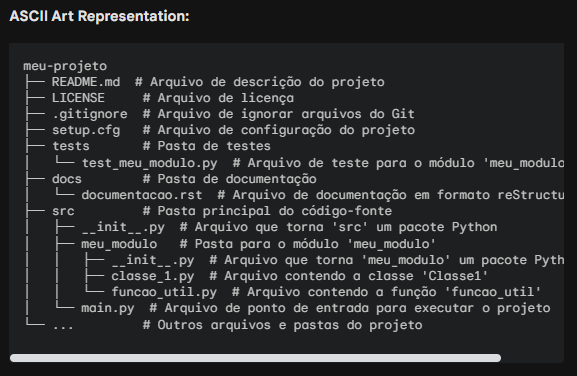 ASCII Art Representation:
meu-projeto
├── README.md  # Arquivo de descrição do projeto
├── LICENSE     # Arquivo de licença
├── .gitignore  # Arquivo de ignorar arquivos do Git
├── setup.cfg   # Arquivo de configuração do projeto
├── tests       # Pasta de testes
│   └── test_meu_modulo.py  # Arquivo de teste para o módulo 'meu_modulo
├── docs        # Pasta de documentação
│   └── documentacao.rst  # Arquivo de documentação em formato reStructu
├── src         # Pasta principal do código-fonte
│   ├── __init__.py  # Arquivo que torna 'src' um pacote Python
│   ├── meu_modulo   # Pasta para o módulo 'meu_modulo'
│   │   ├── __init__.py  # Arquivo que torna 'meu_modulo' um pacote Pyth
│   │   ├── classe_1.py  # Arquivo contendo a classe 'Classe1'
│   │   └── funcao_util.py  # Arquivo contendo a função 'funcao_util'
│   └── main.py  # Arquivo de ponto de entrada para executar o projeto
└── ...         # Outros arquivos e pastas do projeto